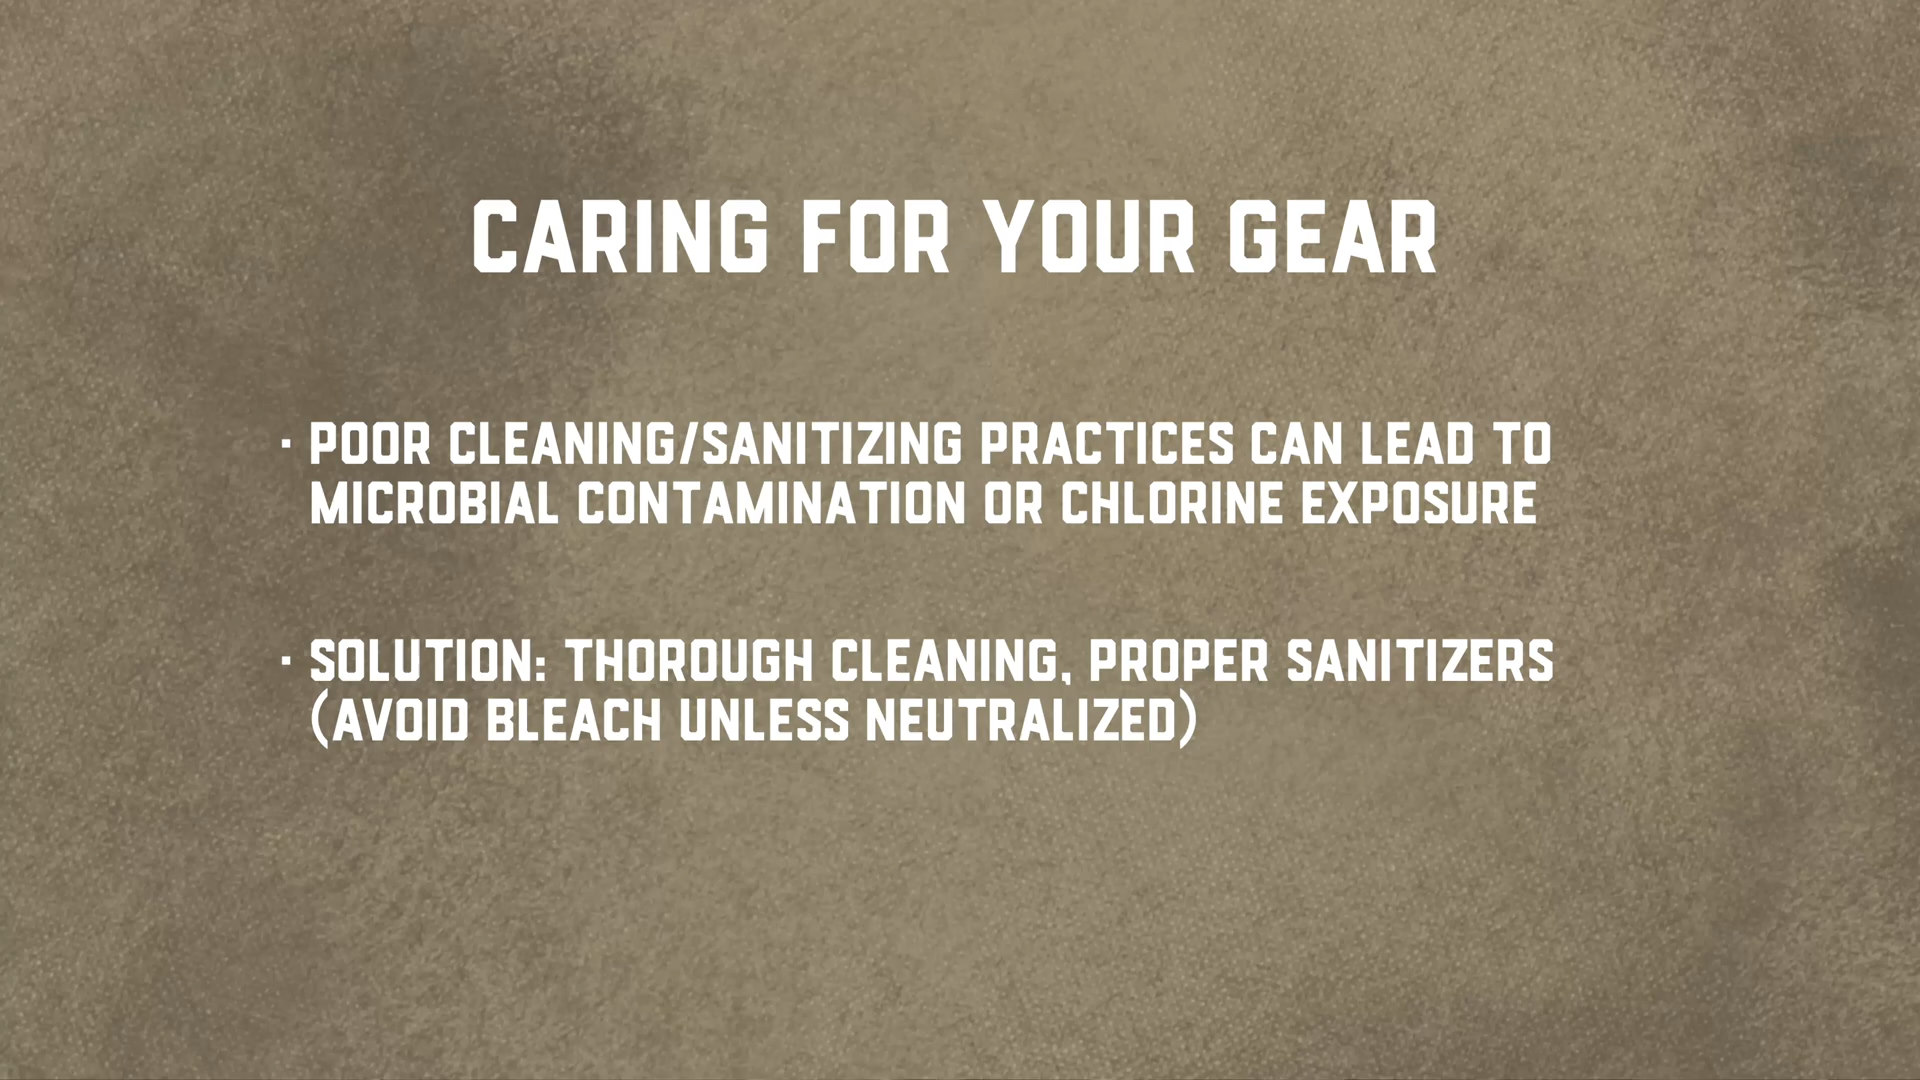 CARING FOR YOUR GEAR
· POOR CLEANING/SANITIZING PRACTICES CAN LEAD TO
MICROBIAL CONTAMINATION OR CHLORINE EXPOSURE
· SOLUTION: THOROUGH CLEANING, PROPER SANITIZERS
(AVOID BLEACH UNLESS NEUTRALIZED)